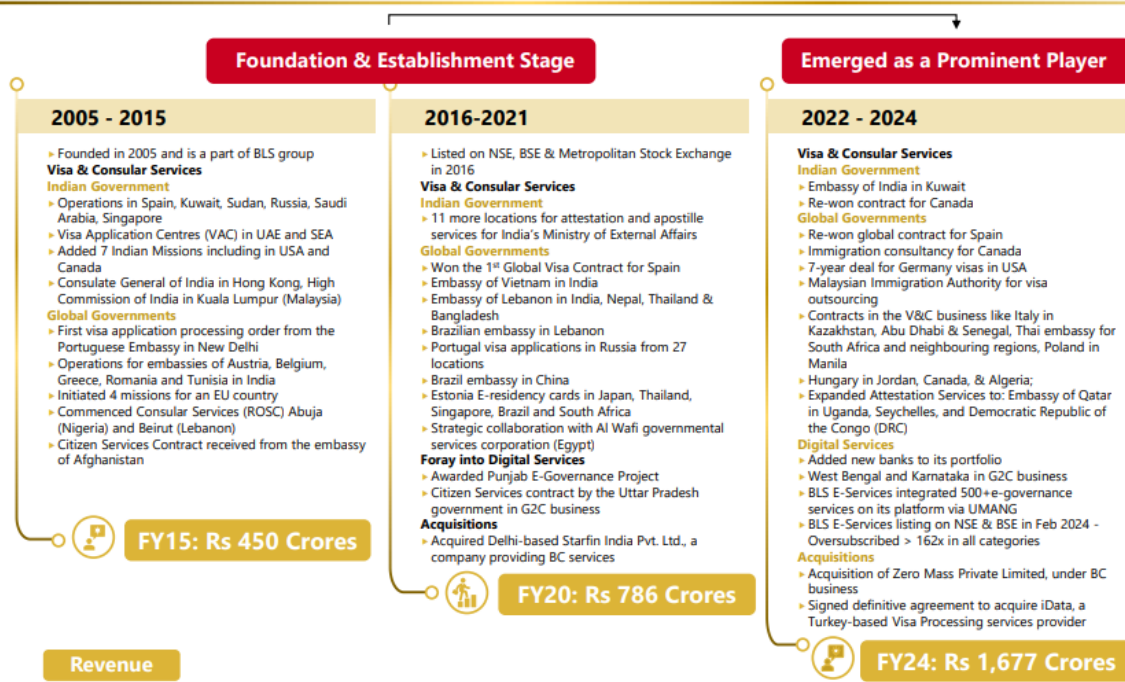 Foundation & Establishment Stage
Emerged as a Prominent Player
2005 - 2015
▸ Founded in 2005 and is a part of BLS group
Visa & Consular Services
Indian Government
▸ Operations in Spain, Kuwait, Sudan, Russia, Saudi
Arabia, Singapore
▸ Visa Application Centres (VAC) in UAE and SEA
▸ Added 7 Indian Missions including in USA and
Canada
▸ Consulate General of India in Hong Kong, High
Commission of India in Kuala Lumpur (Malaysia)
Global Governments
▸ First visa application processing order from the
Portuguese Embassy in New Delhi
▸ Operations for embassies of Austria, Belgium,
Greece, Romania and Tunisia in India
▸ Initiated 4 missions for an EU country
▸ Commenced Consular Services (ROSC) Abuja
(Nigeria) and Beirut (Lebanon)
▸ Citizen Services Contract received from the embassy
of Afghanistan
FY15: Rs 450 Crores
2016-2021
▸ Listed on NSE, BSE & Metropolitan Stock Exchange
in 2016
Visa & Consular Services
Indian Government
▸ 11 more locations for attestation and apostille
services for India's Ministry of External Affairs
Global Governments
▸ Won the 1st Global Visa Contract for Spain
▸ Embassy of Vietnam in India
▸ Embassy of Lebanon in India, Nepal, Thailand &
Bangladesh
▸ Brazilian embassy in Lebanon
▸ Portugal visa applications in Russia from 27
locations
▸ Brazil embassy in China
▸ Estonia E-residency cards in Japan, Thailand,
Singapore, Brazil and South Africa
▸ Strategic collaboration with Al Wafi governmental
services corporation (Egypt)
Foray into Digital Services
▸ Awarded Punjab E-Governance Project
▸ Citizen Services contract by the Uttar Pradesh
government in G2C business
Acquisitions
▸ Acquired Delhi-based Starfin India Pvt. Ltd., a
company providing BC services
FY20: Rs 786 Crores
2022 - 2024
Visa & Consular Services
Indian Government
▸ Embassy of India in Kuwait
▸ Re-won contract for Canada
Global Governments
▸ Re-won global contract for Spain
▸ Immigration consultancy for Canada
▸ 7-year deal for Germany visas in USA
▸ Malaysian Immigration Authority for visa
outsourcing
▸ Contracts in the V&C business like Italy in
Kazakhstan, Abu Dhabi & Senegal, Thai embassy for
South Africa and neighbouring regions, Poland in
Manila
▸ Hungary in Jordan, Canada, & Algeria;
▸ Expanded Attestation Services to: Embassy of Qatar
in Uganda, Seychelles, and Democratic Republic of
the Congo (DRC)
Digital Services
▸ Added new banks to its portfolio
▸ West Bengal and Karnataka in G2C business
▸ BLS E-Services integrated 500+e-governance
services on its platform via UMANG
▸ BLS E-Services listing on NSE & BSE in Feb 2024 -
Oversubscribed > 162x in all categories
Acquisitions
▸ Acquisition of Zero Mass Private Limited, under BC
business
▸ Signed definitive agreement to acquire iData, a
Turkey-based Visa Processing services provider
FY24: Rs 1,677 Crores
Revenue